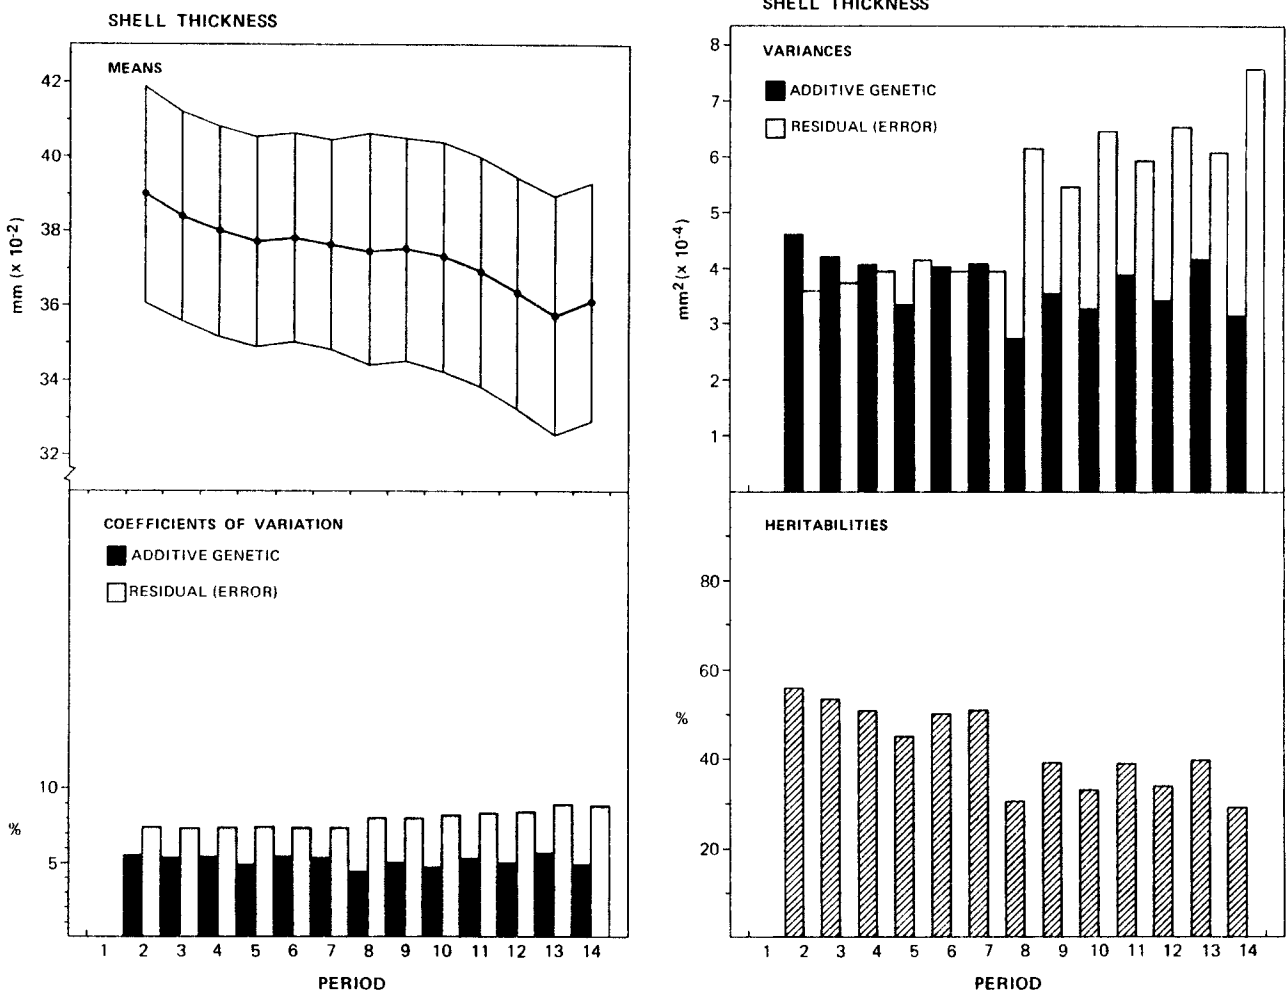 SHELL THICKNESS
MEANS
42
40
38
36
34
32
mm (x 10-2)
COEFFICIENTS OF VARIATION
ADDITIVE GENETIC
RESIDUAL (ERROR)
10
5
%
1 2 3 4 5 6 7 8 9 10 11 12 13 14
PERIOD
SHELL THICKNESS
VARIANCES
ADDITIVE GENETIC
RESIDUAL (ERROR)
8
7
6
5
4
3
2
1
mm2 (x 10-4)
HERITABILITIES
80
60
40
20
%
1 2 3 4 5 6 7 8 9 10 11 12 13 14
PERIOD